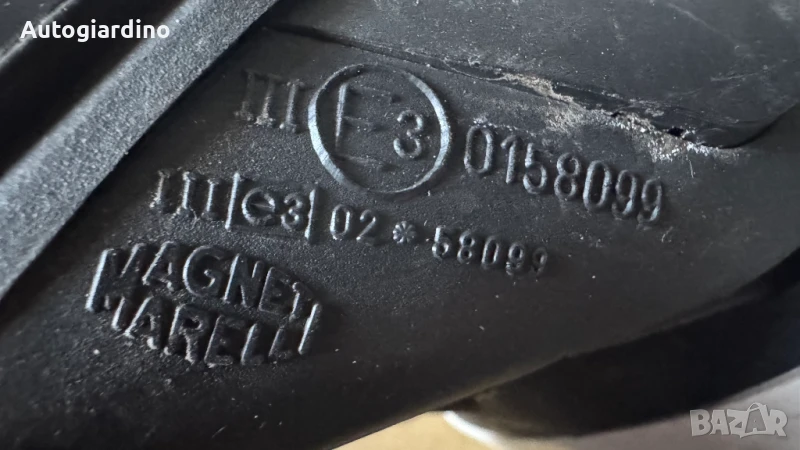 Autogiardino
III E3 0158099
III e3 02 * 58099
MAGNETI
MARELLI
BAZAR